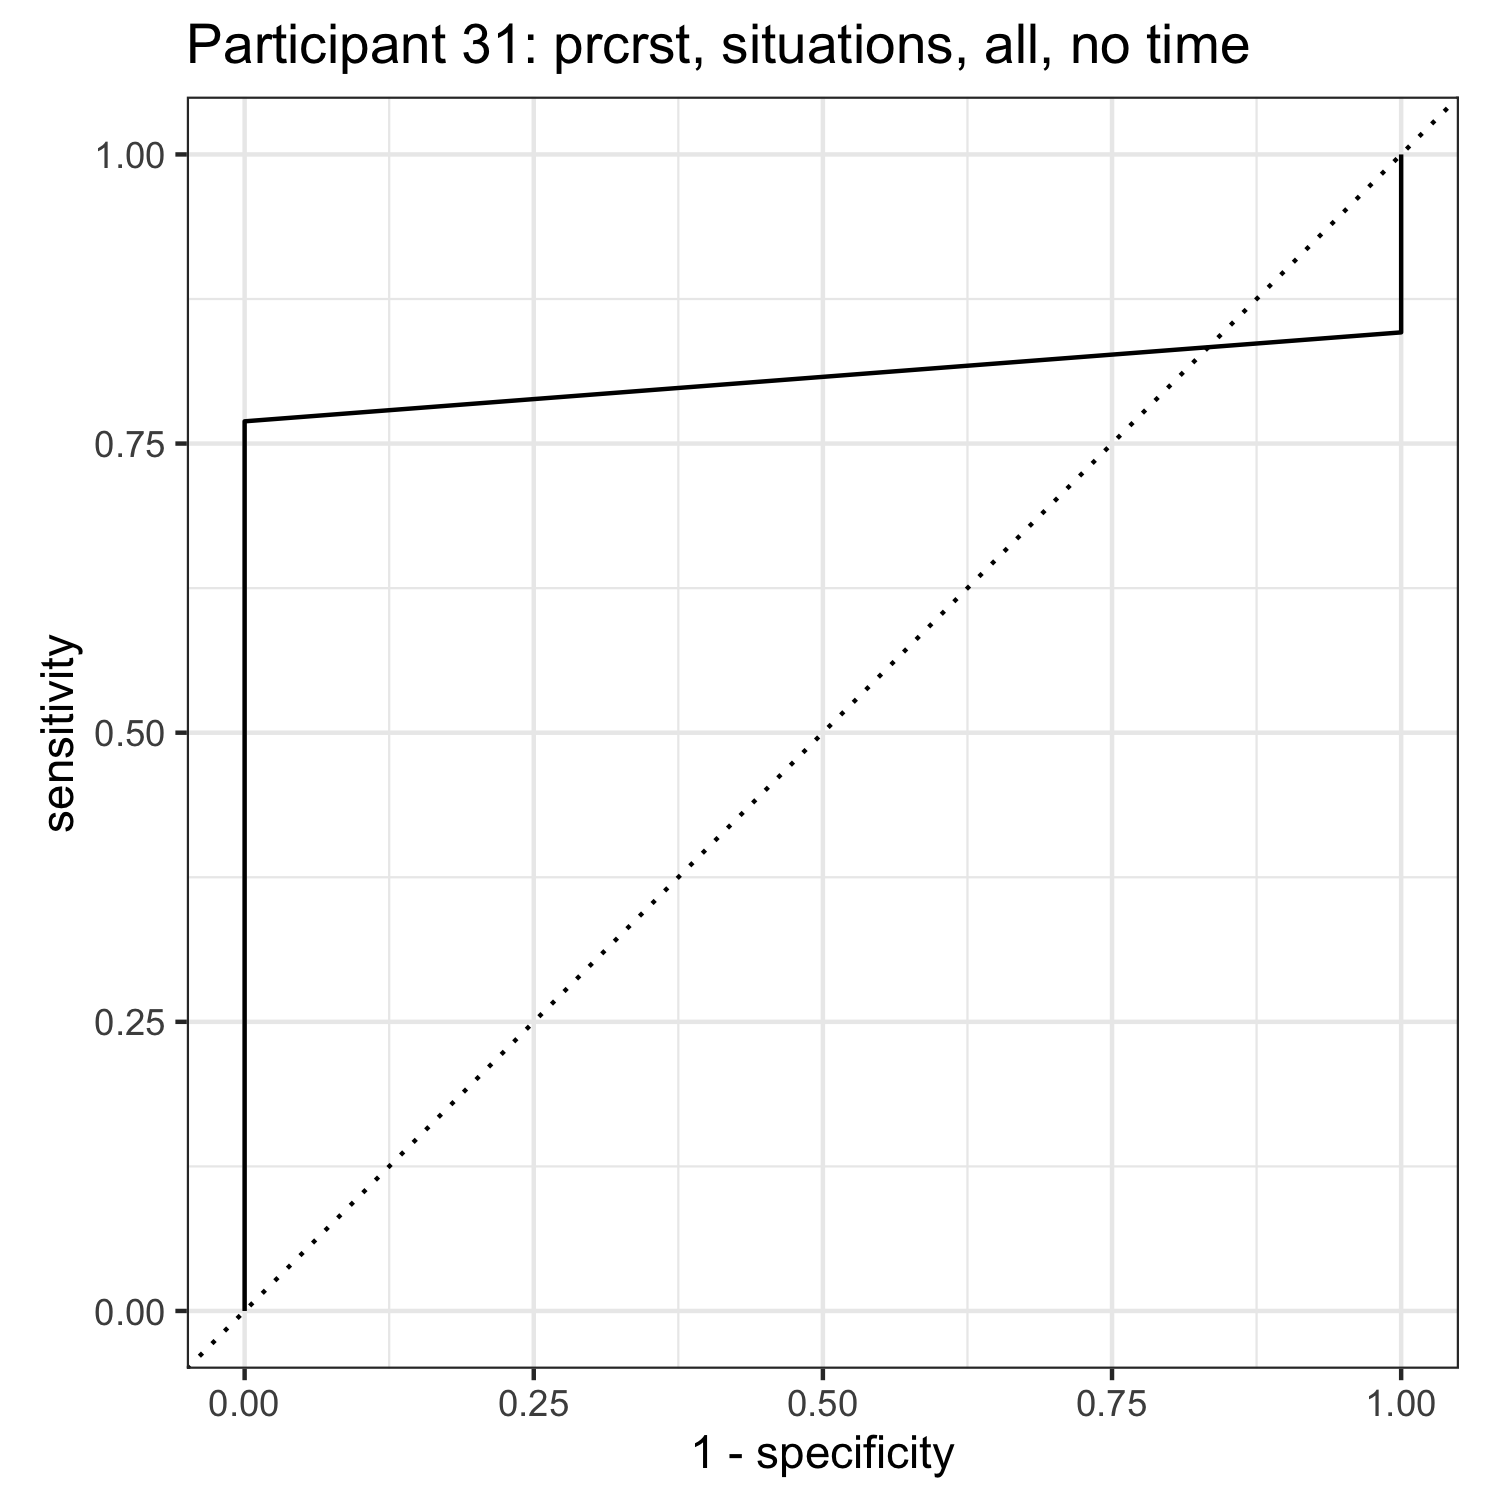 Participant 31: prcrst, situations, all, no time
1.00
0.75
0.50
0.25
0.00
sensitivity
0.00 0.25 0.50 0.75 1.00
1 - specificity